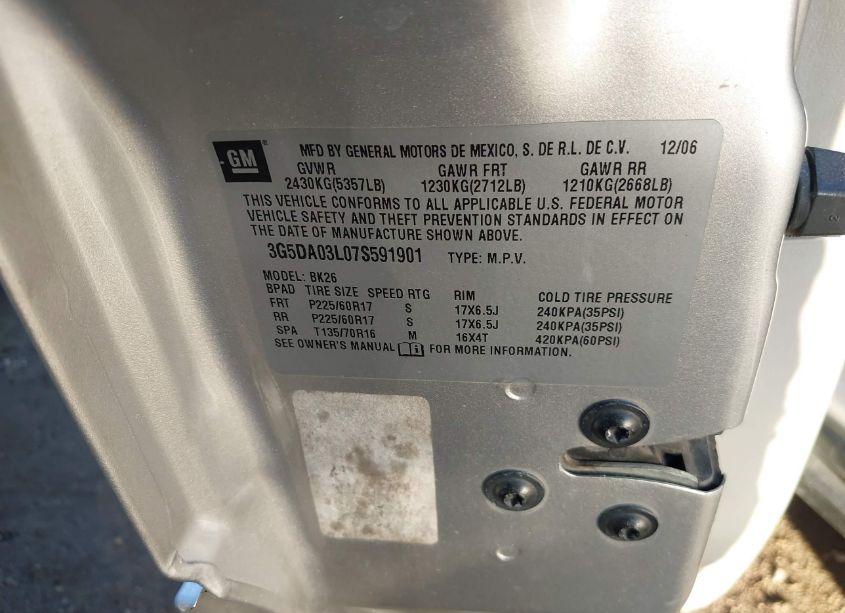 GM
MFD BY GENERAL MOTORS DE MEXICO, S. DE R.L. DE C.V. 12/06
GVWR GAWR FRT GAWR RR
2430KG(5357LB) 1230KG(2712LB) 1210KG(2668LB)
THIS VEHICLE CONFORMS TO ALL APPLICABLE U.S. FEDERAL MOTOR
VEHICLE SAFETY AND THEFT PREVENTION STANDARDS IN EFFECT ON
THE DATE OF MANUFACTURE SHOWN ABOVE.
3G5DA03L07S591901 TYPE: M.P.V.
MODEL: BK26
BPAD TIRE SIZE SPEED RTG RIM COLD TIRE PRESSURE
FRT P225/60R17 S 17X6.5J 240KPA(35PSI)
RR P225/60R17 S 17X6.5J 240KPA(35PSI)
SPA T135/70R16 M 16X4T 420KPA(60PSI)
SEE OWNER'S MANUAL FOR MORE INFORMATION.